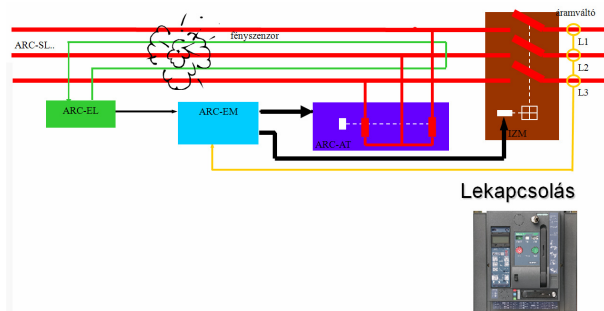 áramváltó
fényszenzor
L1
ARC-SL..
L2
L3
ARC-EL
ARC-EM
IZM
ARC-AT
Lekapcsolás